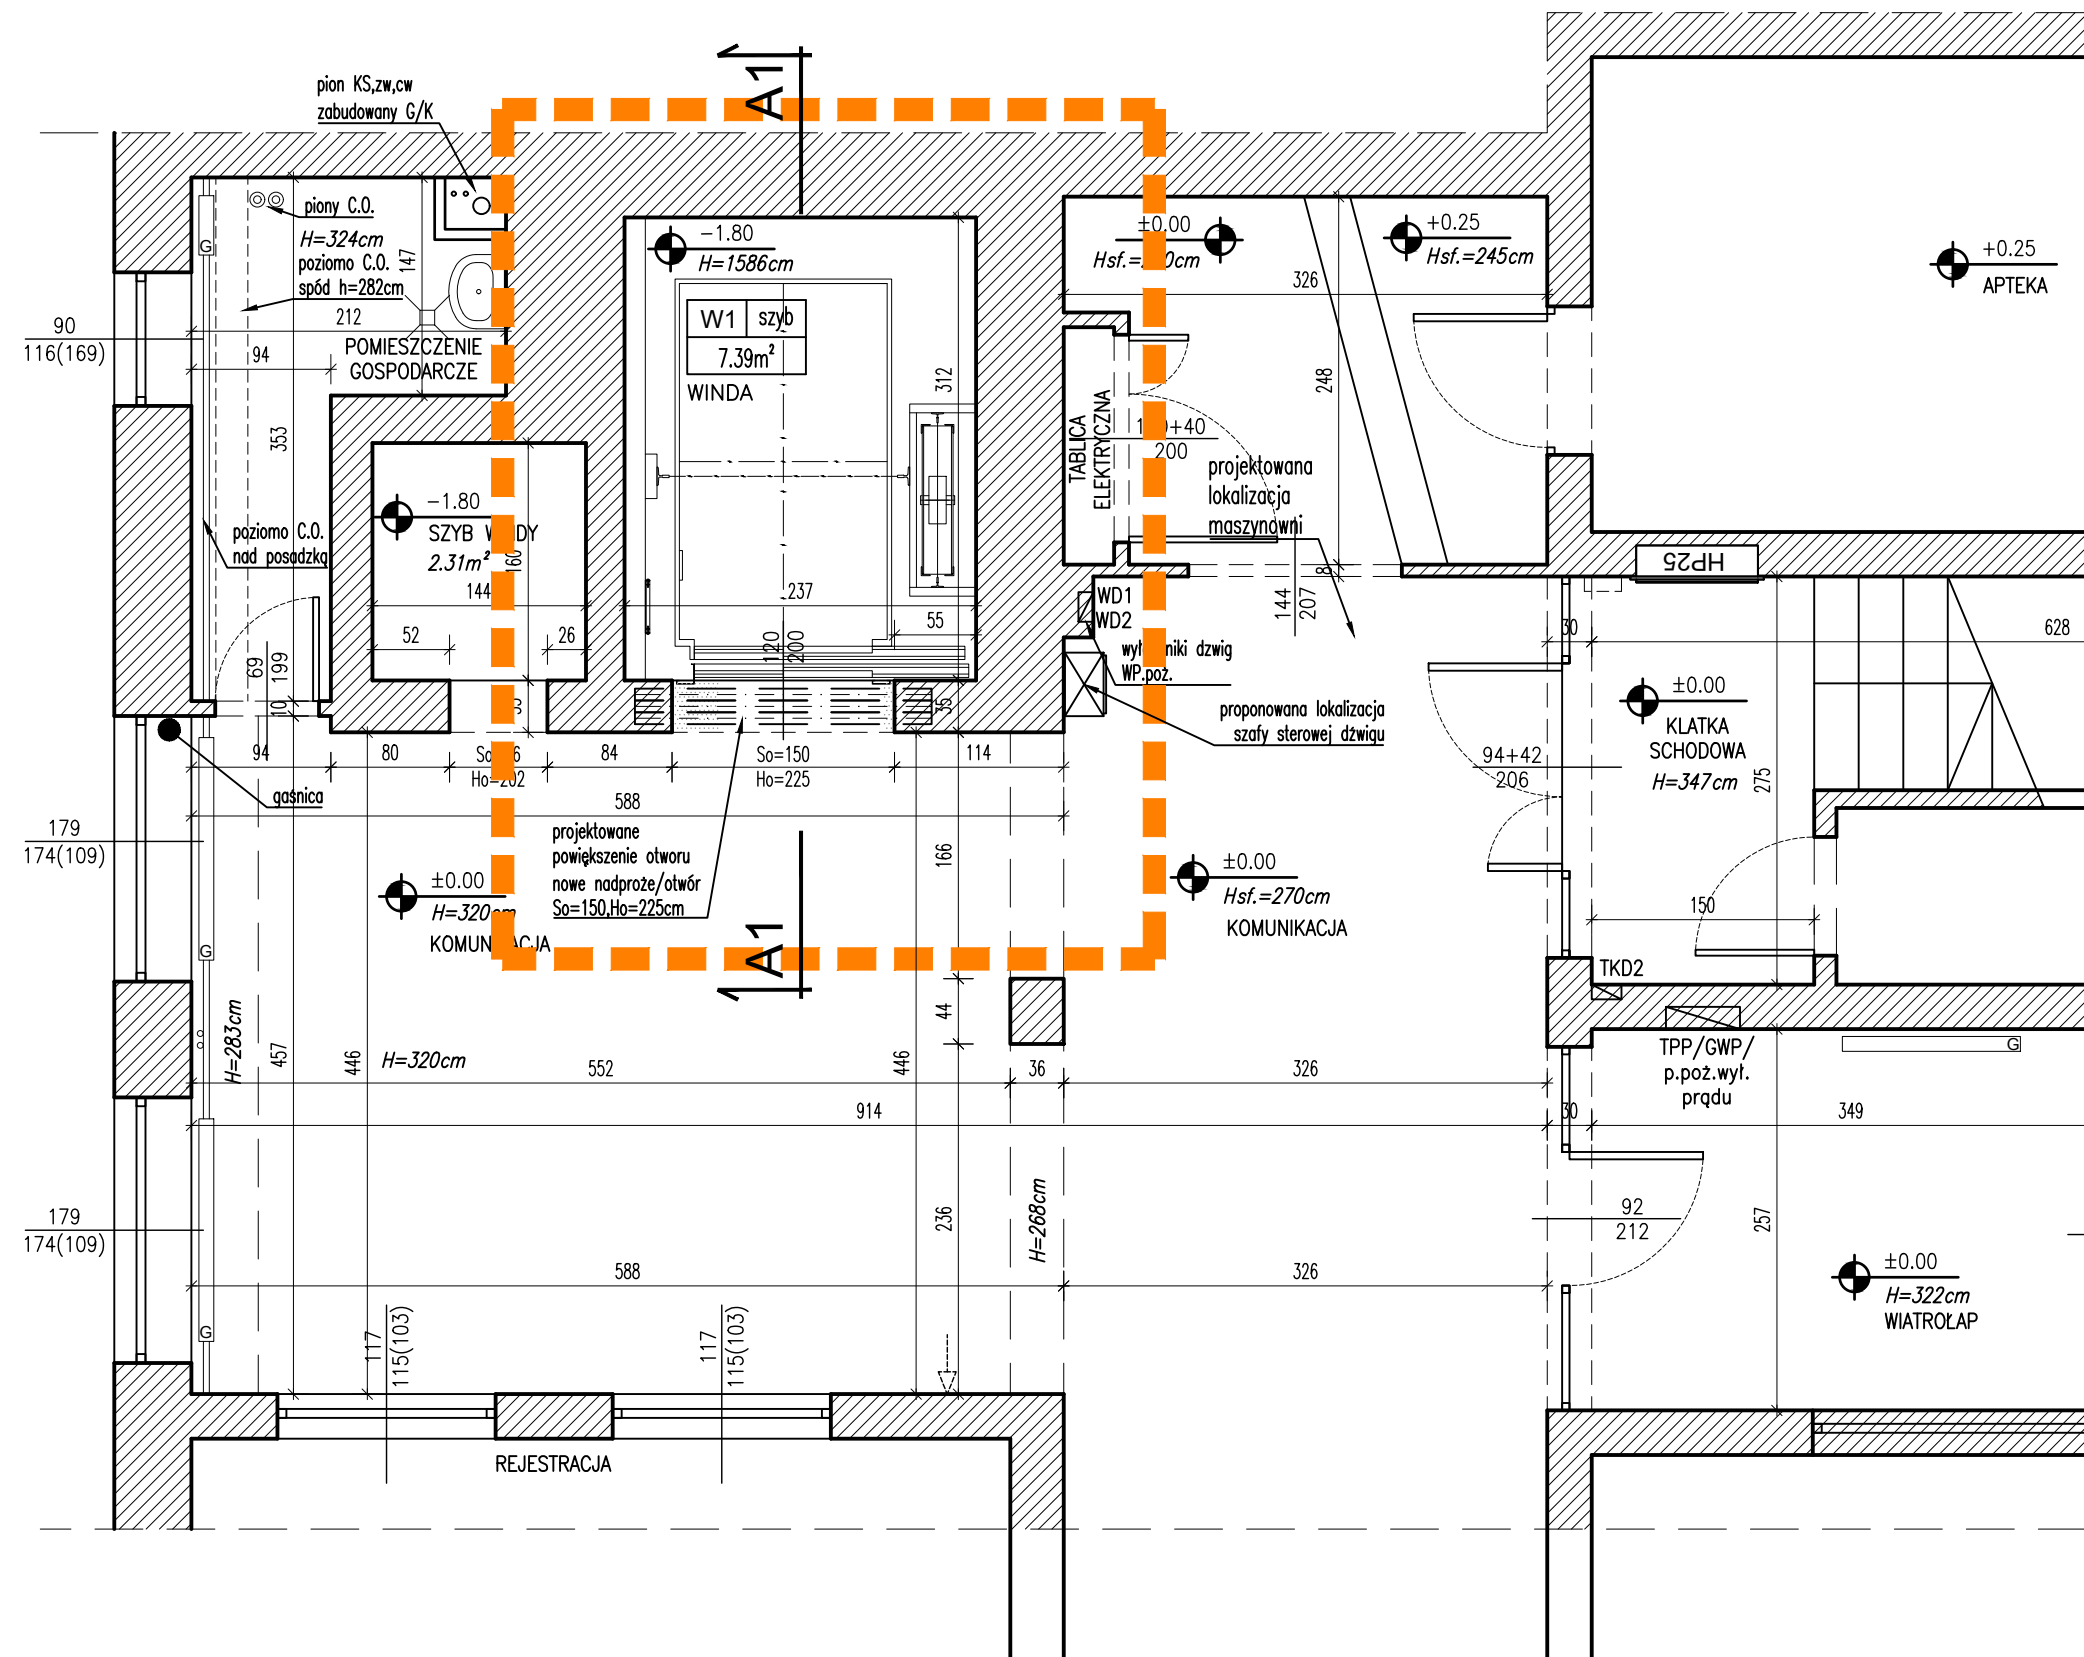 A1
pion KS,zw,cw
zabudowany G/K
piony C.O.
H=324cm
poziomo C.O.
spód h=282cm
147
G
212
94
353
POMIESZCZENIE
GOSPODARCZE
90
116(169)
-1.80
H=1586cm
W1
szyb
7.39m²
WINDA
312
±0.00
326
+0.25
Hsf.=245cm
248
+0.25
APTEKA
TABLICA
ELEKTRYCZNA
200
projektowana
lokalizacja
maszynowni
8
144
207
HP25
-1.80
SZYB
2.31m²
160
144
52
26
poziomo C.O.
nad posadzką
69
199
10
237
55
120
200
35
WD1
WD2
WP.poż.
proponowana lokalizacja
szafy sterowej dźwigu
30
628
±0.00
KLATKA
SCHODOWA
H=347cm
275
94+42
206
94
80
84
So=150
114
Ho=225
588
gaśnica
179
174(109)
projektowane
powiększenie otworu
nowe nadproże/otwór
So=150,Ho=225cm
166
±0.00
H=320cm
±0.00
Hsf.=270cm
KOMUNIKACJA
150
A1
G
TKD2
44
H=283cm
457
446
H=320cm
552
446
36
326
TPP/GWP/
p.poż.wył.
prądu
G
914
30
349
179
174(109)
236
H=268cm
92
212
257
588
326
±0.00
H=322cm
WIATROŁAP
G
117
115(103)
117
115(103)
REJESTRACJA